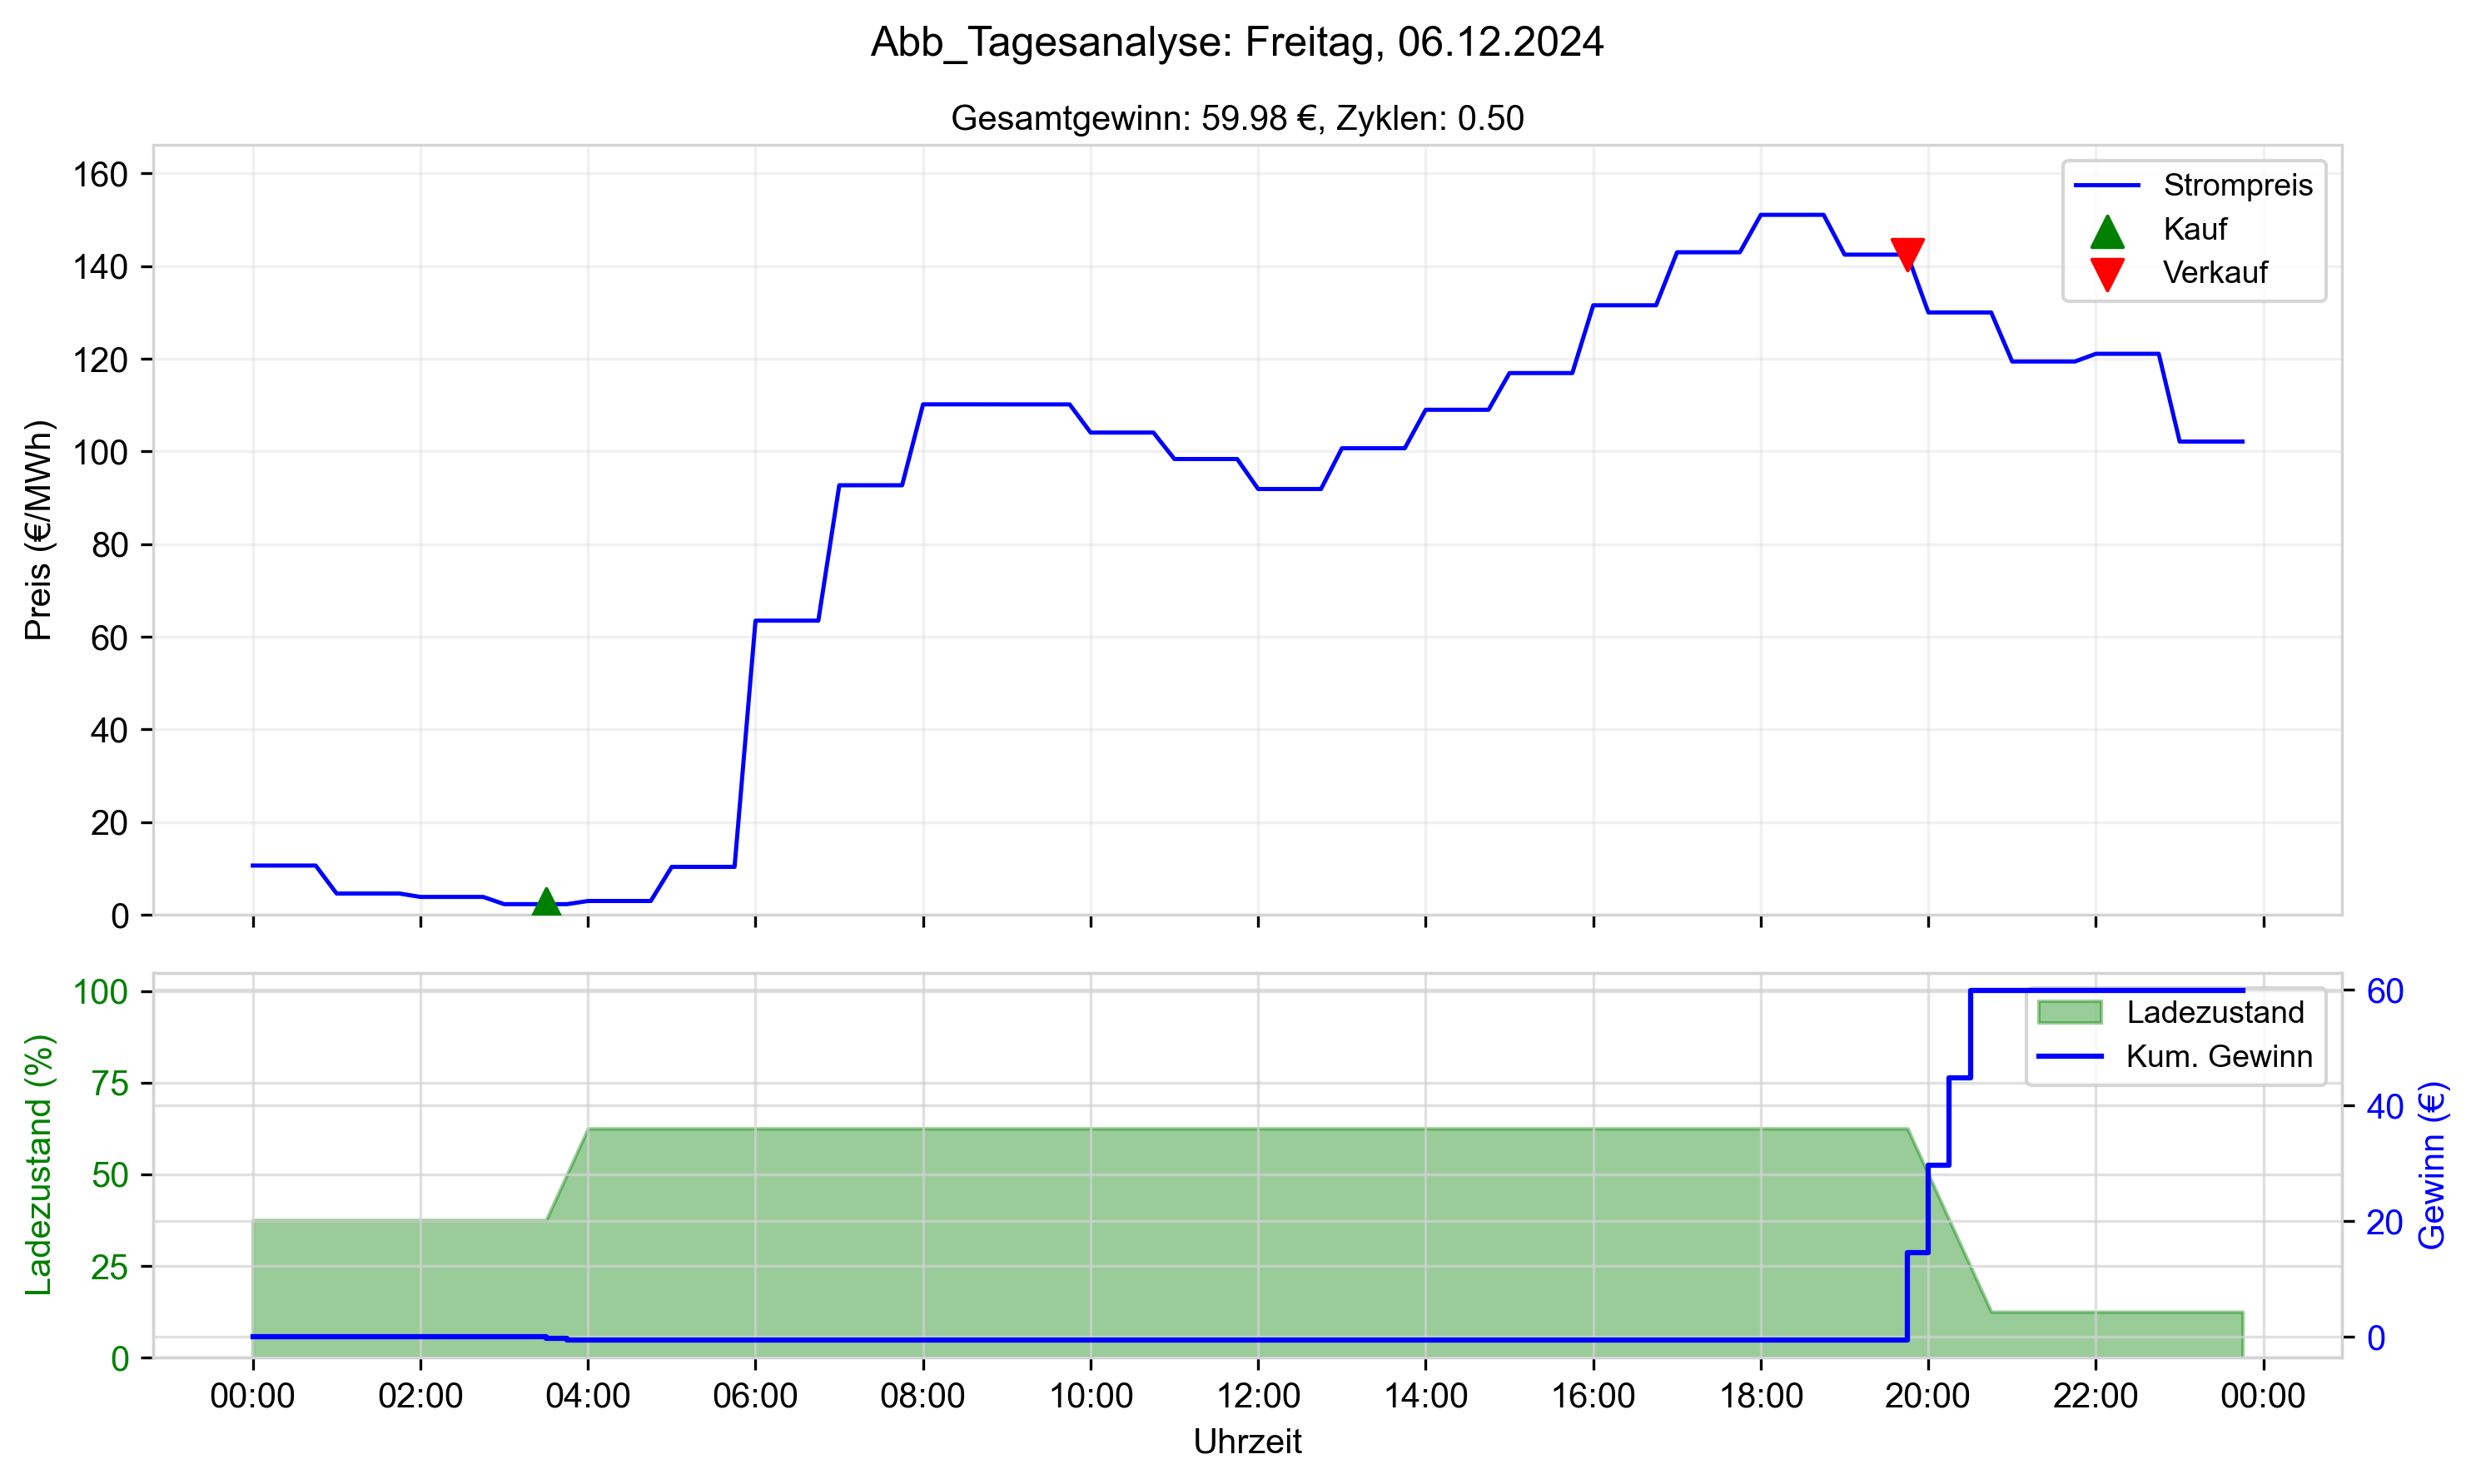 Abb_Tagesanalyse: Freitag, 06.12.2024
Gesamtgewinn: 59.98 €, Zyklen: 0.50
Preis (€/MWh)
160
140
120
100
80
60
40
20
0
Strompreis
Kauf
Verkauf
Ladezustand (%)
100
75
50
25
0
Ladezustand
Kum. Gewinn
60
40
20
0
Gewinn (€)
00:00 02:00 04:00 06:00 08:00 10:00 12:00 14:00 16:00 18:00 20:00 22:00 00:00
Uhrzeit